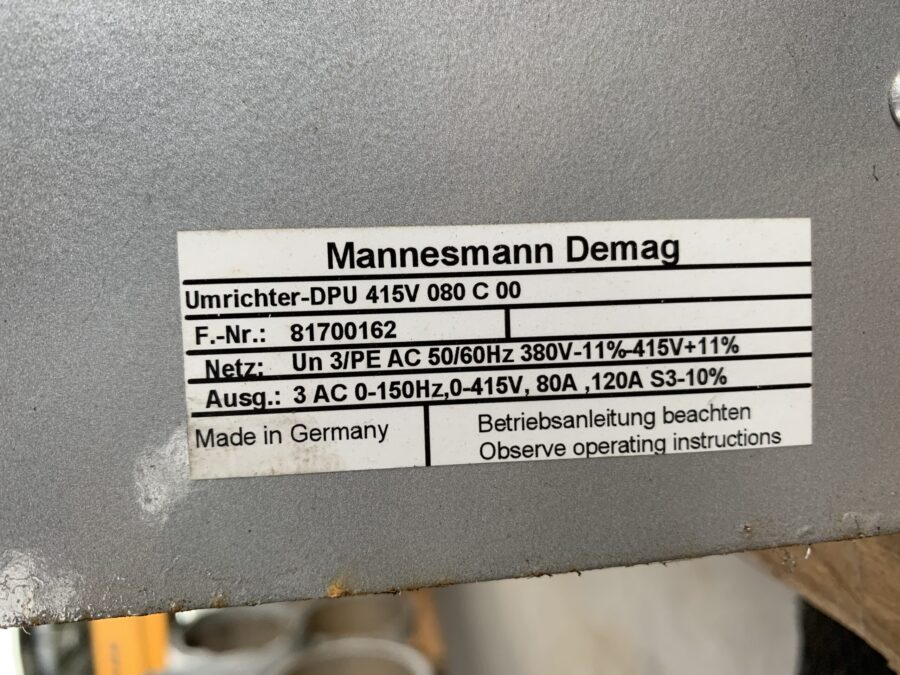 Mannesmann Demag
Umrichter-DPU 415V 080 C 00
F.-Nr.: 81700162
Netz: Un 3/PE AC 50/60Hz 380V-11%-415V+11%
Ausg.: 3 AC 0-150Hz,0-415V, 80A ,120A S3-10%
Made in Germany
Betriebsanleitung beachten
Observe operating instructions